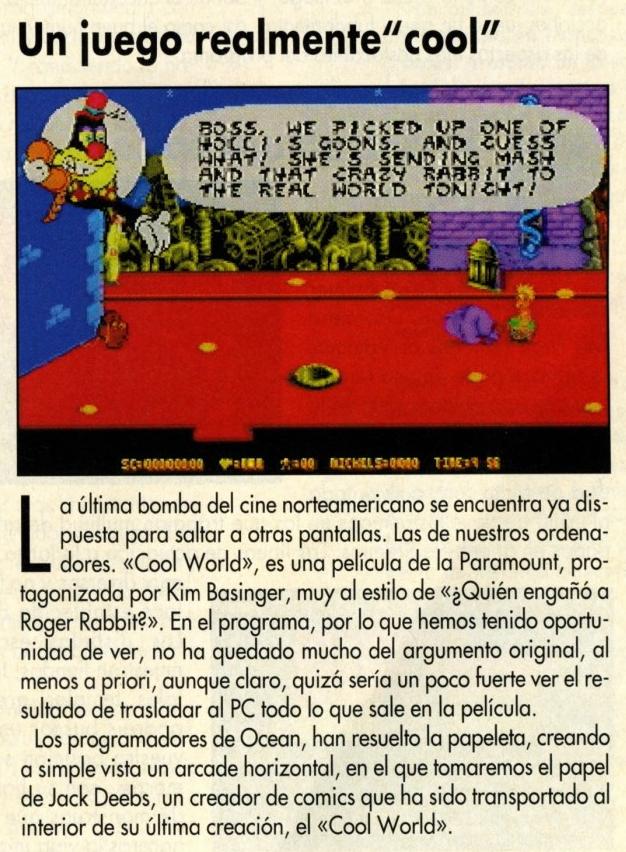 Un juego realmente“cool”
BOSS, WE PICKED UP ONE OF
HOLLI'S GOONS, AND GUESS
WHAT! SHE'S SENDING MASH
AND THAT CRAZY RABBIT TO
THE REAL WORLD TONIGHT!
SC=00000000 =000 =00 NICKELS=0000 TIME=9 56
La última bomba del cine norteamericano se encuentra ya dis-
puesta para saltar a otras pantallas. Las de nuestros ordena-
dores. «Cool World», es una película de la Paramount, pro-
tagonizada por Kim Basinger, muy al estilo de «¿Quién engañó a
Roger Rabbit?». En el programa, por lo que hemos tenido oportu-
nidad de ver, no ha quedado mucho del argumento original, al
menos a priori, aunque claro, quizá sería un poco fuerte ver el re-
sultado de trasladar al PC todo lo que sale en la película.
Los programadores de Ocean, han resuelto la papeleta, creando
a simple vista un arcade horizontal, en el que tomaremos el papel
de Jack Deebs, un creador de comics que ha sido transportado al
interior de su última creación, el «Cool World».